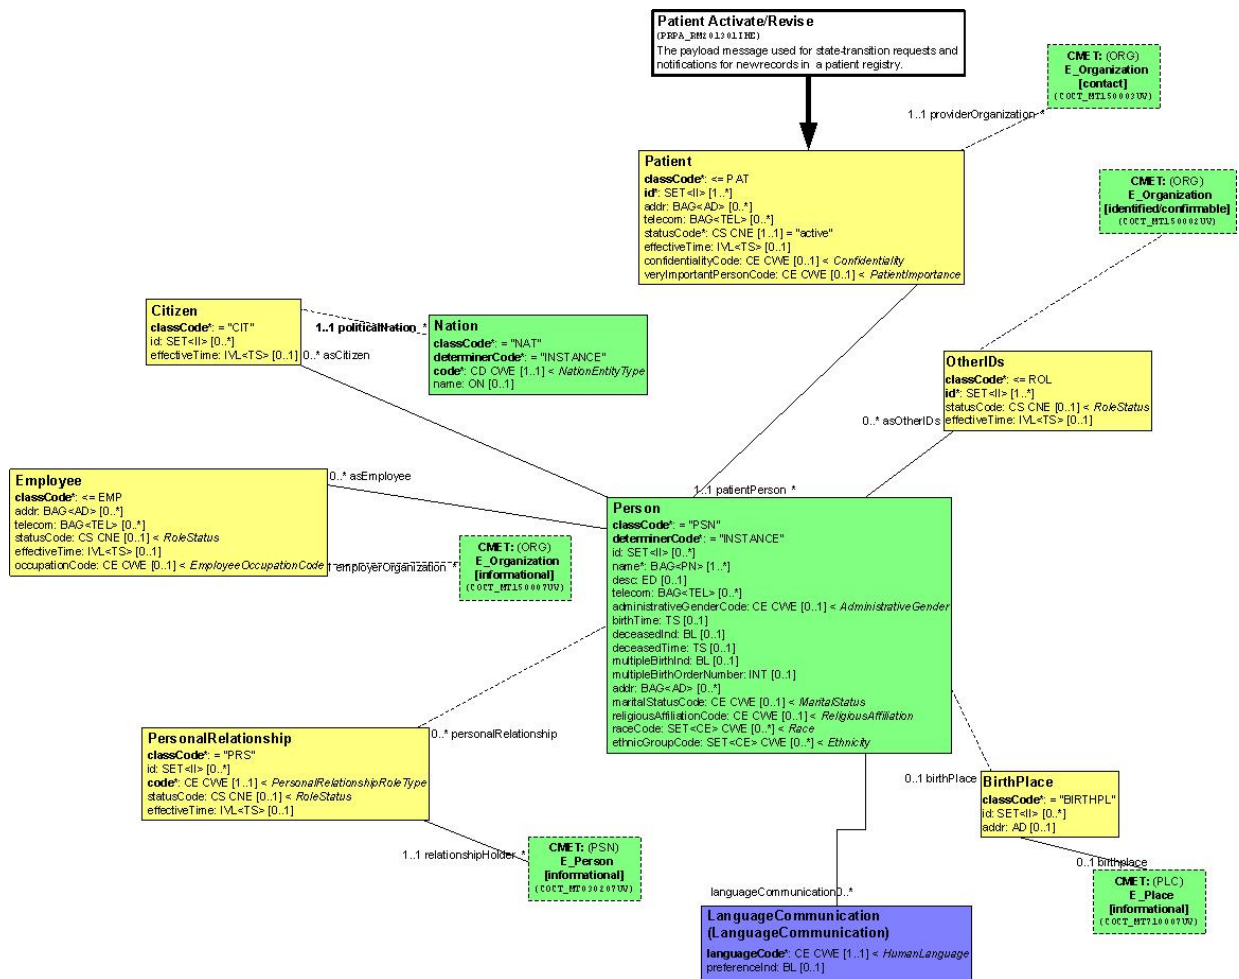 Patient Activate/Revise
(PRPA_RM201301IHE)
The payload message used for state-transition requests and
notifications for newrecords in a patient registry.
CMET: (ORG)
E_Organization
[contact]
(COCT_MT150003UV)
1..1 providerOrganization *
Patient
classCode*: <= PAT
id*: SET<II> [1..*]
addr: BAG<AD> [0..*]
telecom: BAG<TEL> [0..*]
statusCode*: CS CNE [1..1] = "active"
effectiveTime: IVL<TS> [0..1]
confidentialityCode: CE CWE [0..1] < Confidentiality
veryImportantPersonCode: CE CWE [0..1] < PatientImportance
CMET: (ORG)
E_Organization
[identified/confirmable]
(COCT_MT150002UV)
Citizen
classCode*: = "CIT"
id: SET<II> [0..*]
effectiveTime: IVL<TS> [0..1]
1..1 politicalNation *
0..* asCitizen
Nation
classCode*: = "NAT"
determinerCode*: = "INSTANCE"
code*: CD CWE [1..1] < NationEntityType
name: ON [0..1]
OtherIDs
classCode*: <= ROL
id*: SET<II> [1..*]
statusCode: CS CNE [0..1] < RoleStatus
effectiveTime: IVL<TS> [0..1]
0..* asOtherIDs
Employee
classCode*: <= EMP
addr: BAG<AD> [0..*]
telecom: BAG<TEL> [0..*]
statusCode: CS CNE [0..1] < RoleStatus
effectiveTime: IVL<TS> [0..1]
occupationCode: CE CWE [0..1] < EmployeeOccupationCode
0..* asEmployee
1 employerOrganization *
CMET: (ORG)
E_Organization
[informational]
(COCT_MT150007UV)
1..1 patientPerson *
Person
classCode*: = "PSN"
determinerCode*: = "INSTANCE"
id: SET<II> [0..*]
name*: BAG<PN> [1..*]
desc: ED [0..1]
telecom: BAG<TEL> [0..*]
administrativeGenderCode: CE CWE [0..1] < AdministrativeGender
birthTime: TS [0..1]
deceasedInd: BL [0..1]
deceasedTime: TS [0..1]
multipleBirthInd: BL [0..1]
multipleBirthOrderNumber: INT [0..1]
addr: BAG<AD> [0..*]
maritalStatusCode: CE CWE [0..1] < MaritalStatus
religiousAffiliationCode: CE CWE [0..1] < ReligiousAffiliation
raceCode: SET<CE> CWE [0..*] < Race
ethnicGroupCode: SET<CE> CWE [0..*] < Ethnicity
PersonalRelationship
classCode*: = "PRS"
id: SET<II> [0..*]
code*: CE CWE [1..1] < PersonalRelationshipRoleType
statusCode: CS CNE [0..1] < RoleStatus
effectiveTime: IVL<TS> [0..1]
0..* personalRelationship
1..1 relationshipHolder *
CMET: (PSN)
E_Person
[informational]
(COCT_MT030207UV)
0..1 birthPlace
BirthPlace
classCode*: = "BIRTHPL"
id: SET<II> [0..*]
addr: AD [0..1]
0..1 birthplace
CMET: (PLC)
E_Place
[informational]
(COCT_MT710007UV)
languageCommunication 0..*
LanguageCommunication
(LanguageCommunication)
languageCode*: CE CWE [1..1] < HumanLanguage
preferenceInd: BL [0..1]